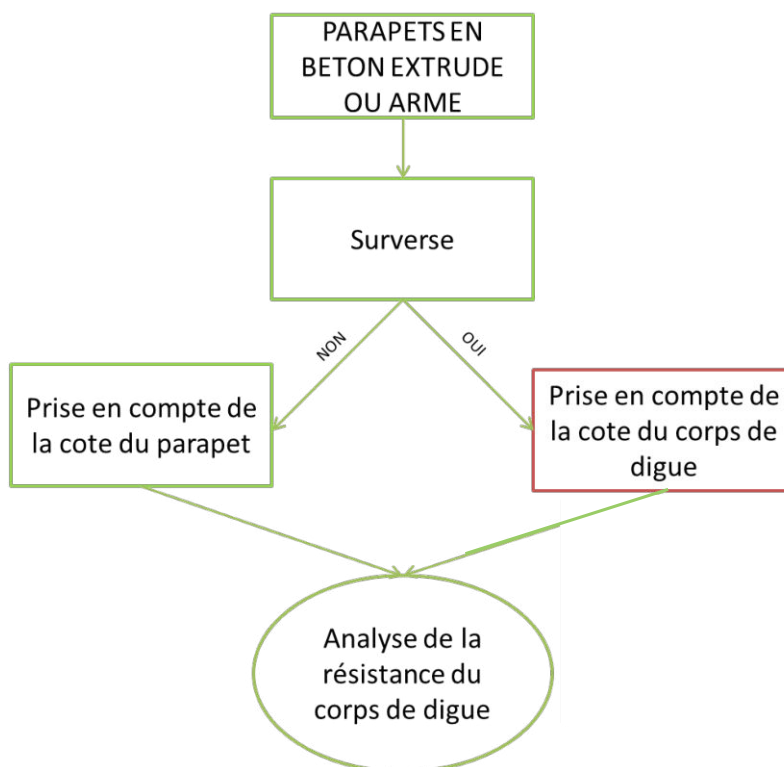 PARAPETS EN
BETON EXTRUDE
OU ARME
Surverse
NON
OUI
Prise en compte de
la cote du parapet
Prise en compte de
la cote du corps de
digue
Analyse de la
résistance du
corps de digue